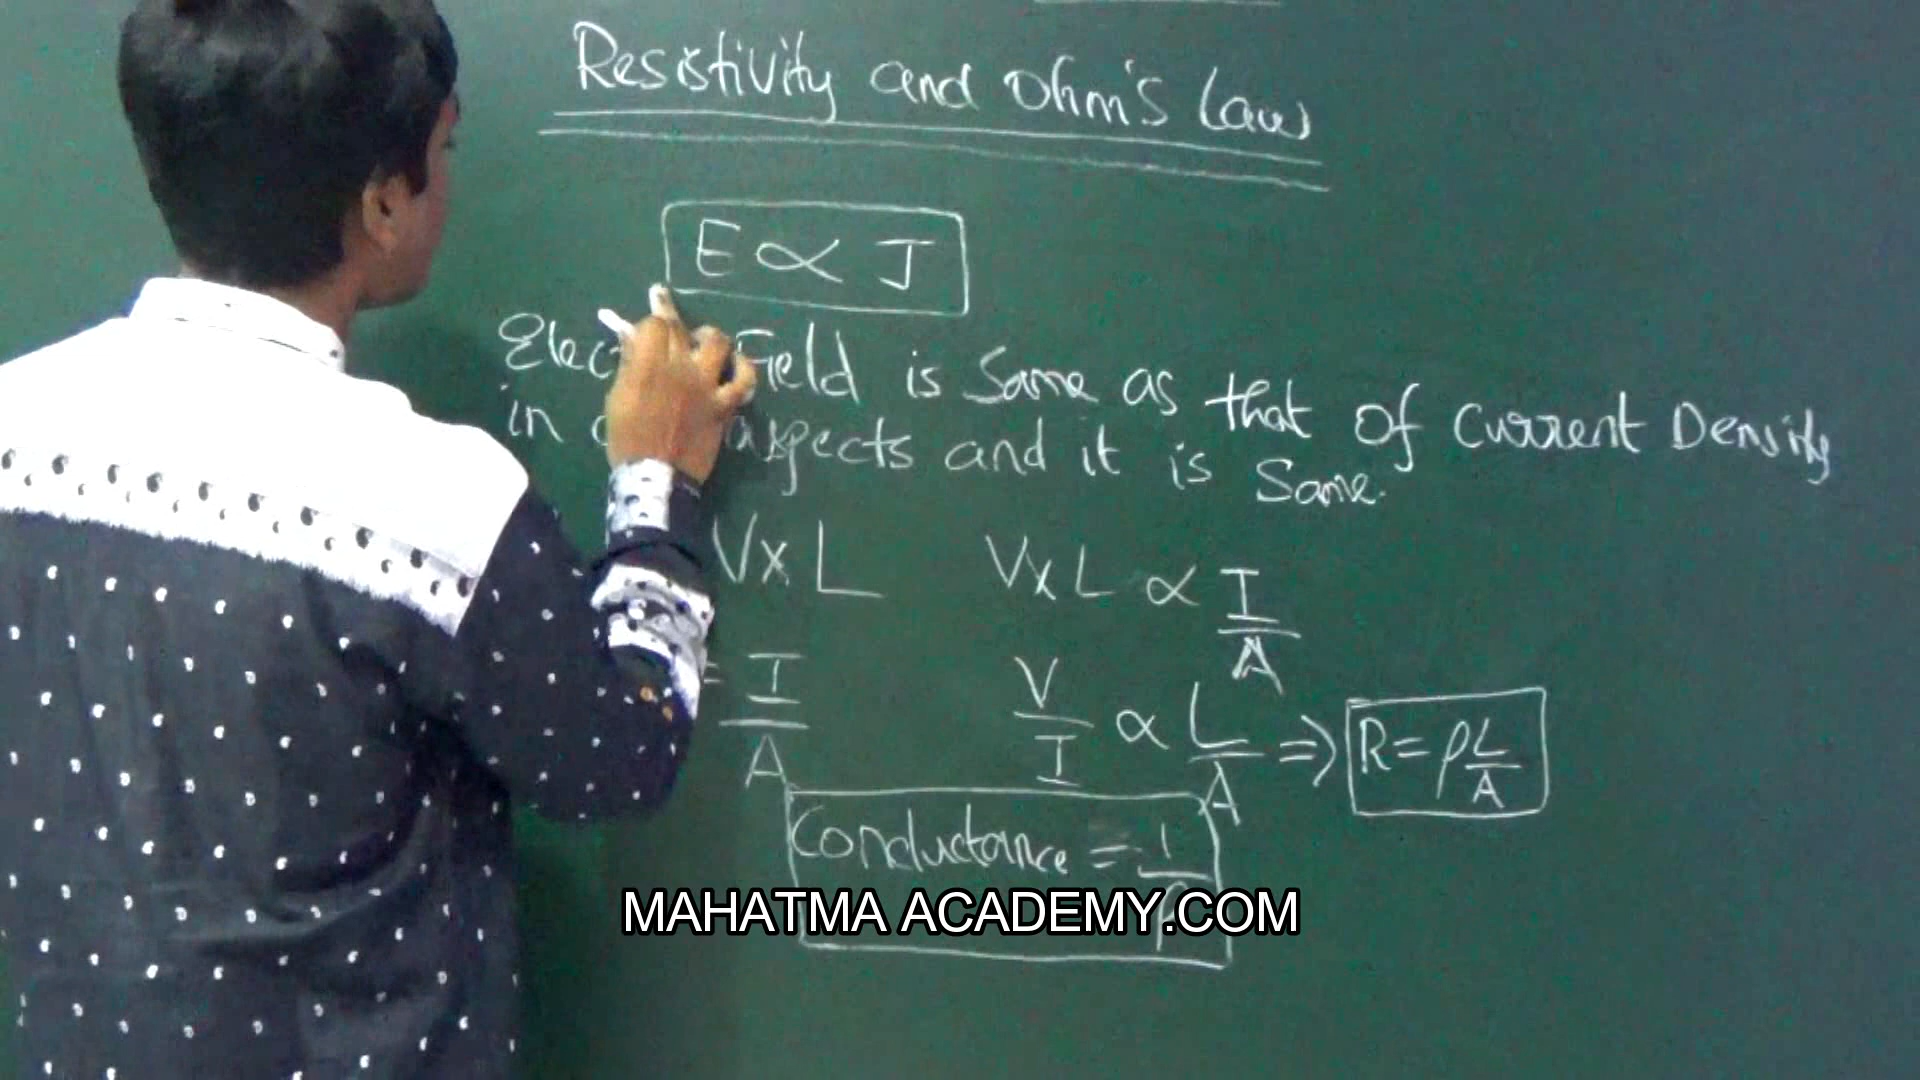 Resistivity and Ohm's Law
E ∝ J
Field is Same as that of Current Density
in aspects and it is Same.
V x L
V x L ∝ I/A
= I/A
V/I ∝ L/A ⇒ R = ρ L/A
Conductance = 1/ρ
MAHATMA ACADEMY.COM